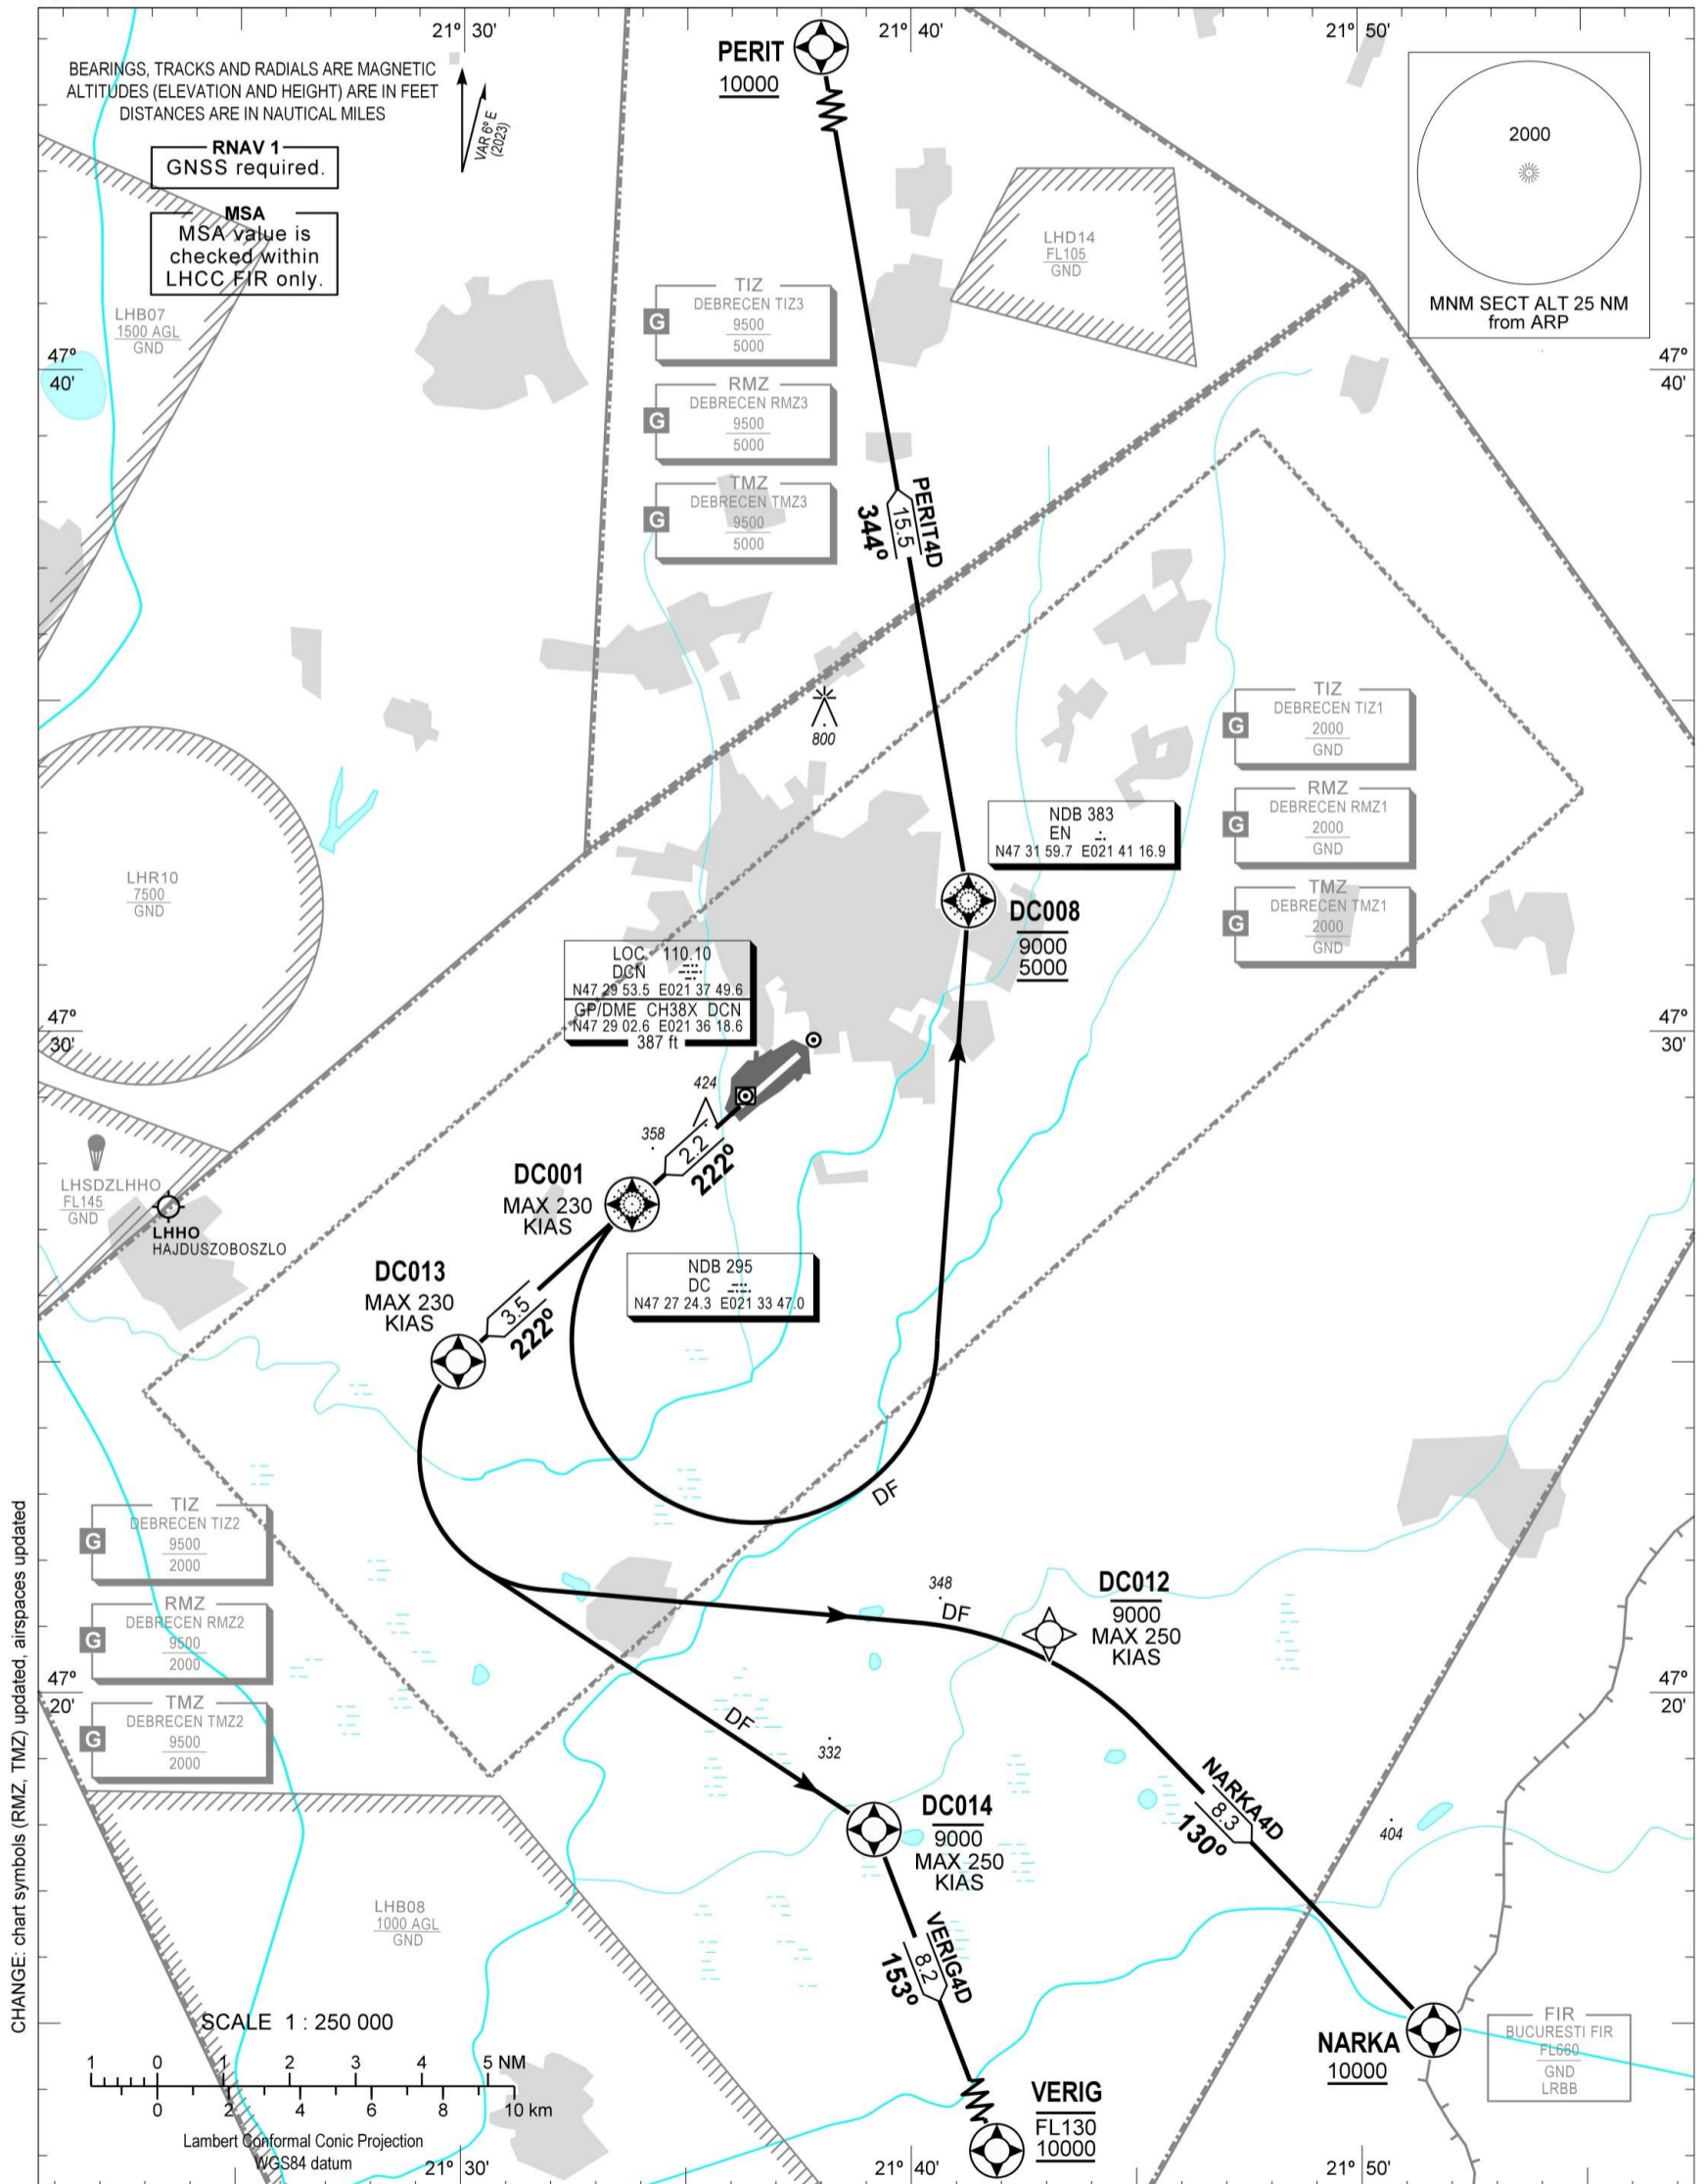 21° 30'
21° 40'
21° 50'
BEARINGS, TRACKS AND RADIALS ARE MAGNETIC
ALTITUDES (ELEVATION AND HEIGHT) ARE IN FEET
DISTANCES ARE IN NAUTICAL MILES
VAR 6° E
(2023)
RNAV 1
GNSS required.
MSA
MSA value is
checked within
LHCC FIR only.
PERIT
10000
2000
MNM SECT ALT 25 NM
from ARP
LHD14
FL105
GND
LHB07
1500 AGL
GND
TIZ
DEBRECEN TIZ3
G
9500
5000
RMZ
DEBRECEN RMZ3
G
9500
5000
TMZ
DEBRECEN TMZ3
G
9500
5000
47°
40'
47°
40'
PERIT4D
15.5
344°
800
TIZ
DEBRECEN TIZ1
G
2000
GND
RMZ
DEBRECEN RMZ1
G
2000
GND
TMZ
DEBRECEN TMZ1
G
2000
GND
NDB 383
EN
N47 31 59.7 E021 41 16.9
DC008
9000
5000
LHR10
7500
GND
LOC 110.10
DCN
N47 29 53.5 E021 37 49.6
GP/DME CH38X DCN
N47 29 02.6 E021 36 18.6
387 ft
47°
30'
47°
30'
424
358
2.2
222°
DC001
MAX 230
KIAS
LHSDZLHHO
FL145
GND
LHHO
HAJDUSZOBOSZLO
NDB 295
DC
N47 27 24.3 E021 33 47.0
DC013
MAX 230
KIAS
3.5
222°
DF
TIZ
DEBRECEN TIZ2
G
9500
2000
RMZ
DEBRECEN RMZ2
G
9500
2000
TMZ
DEBRECEN TMZ2
G
9500
2000
348
DF
DC012
9000
MAX 250
KIAS
47°
20'
47°
20'
DF
332
DC014
9000
MAX 250
KIAS
NARKA4D
8.3
130°
404
LHB08
1000 AGL
GND
VERIG4D
8.2
153°
SCALE 1 : 250 000
1 0 1 2 3 4 5 NM
0 2 4 6 8 10 km
Lambert Conformal Conic Projection
WGS84 datum
NARKA
10000
FIR
BUCURESTI FIR
FL660
GND
LRBB
VERIG
FL130
10000
21° 30'
21° 40'
21° 50'
CHANGE: chart symbols (RMZ, TMZ) updated, airspaces updated